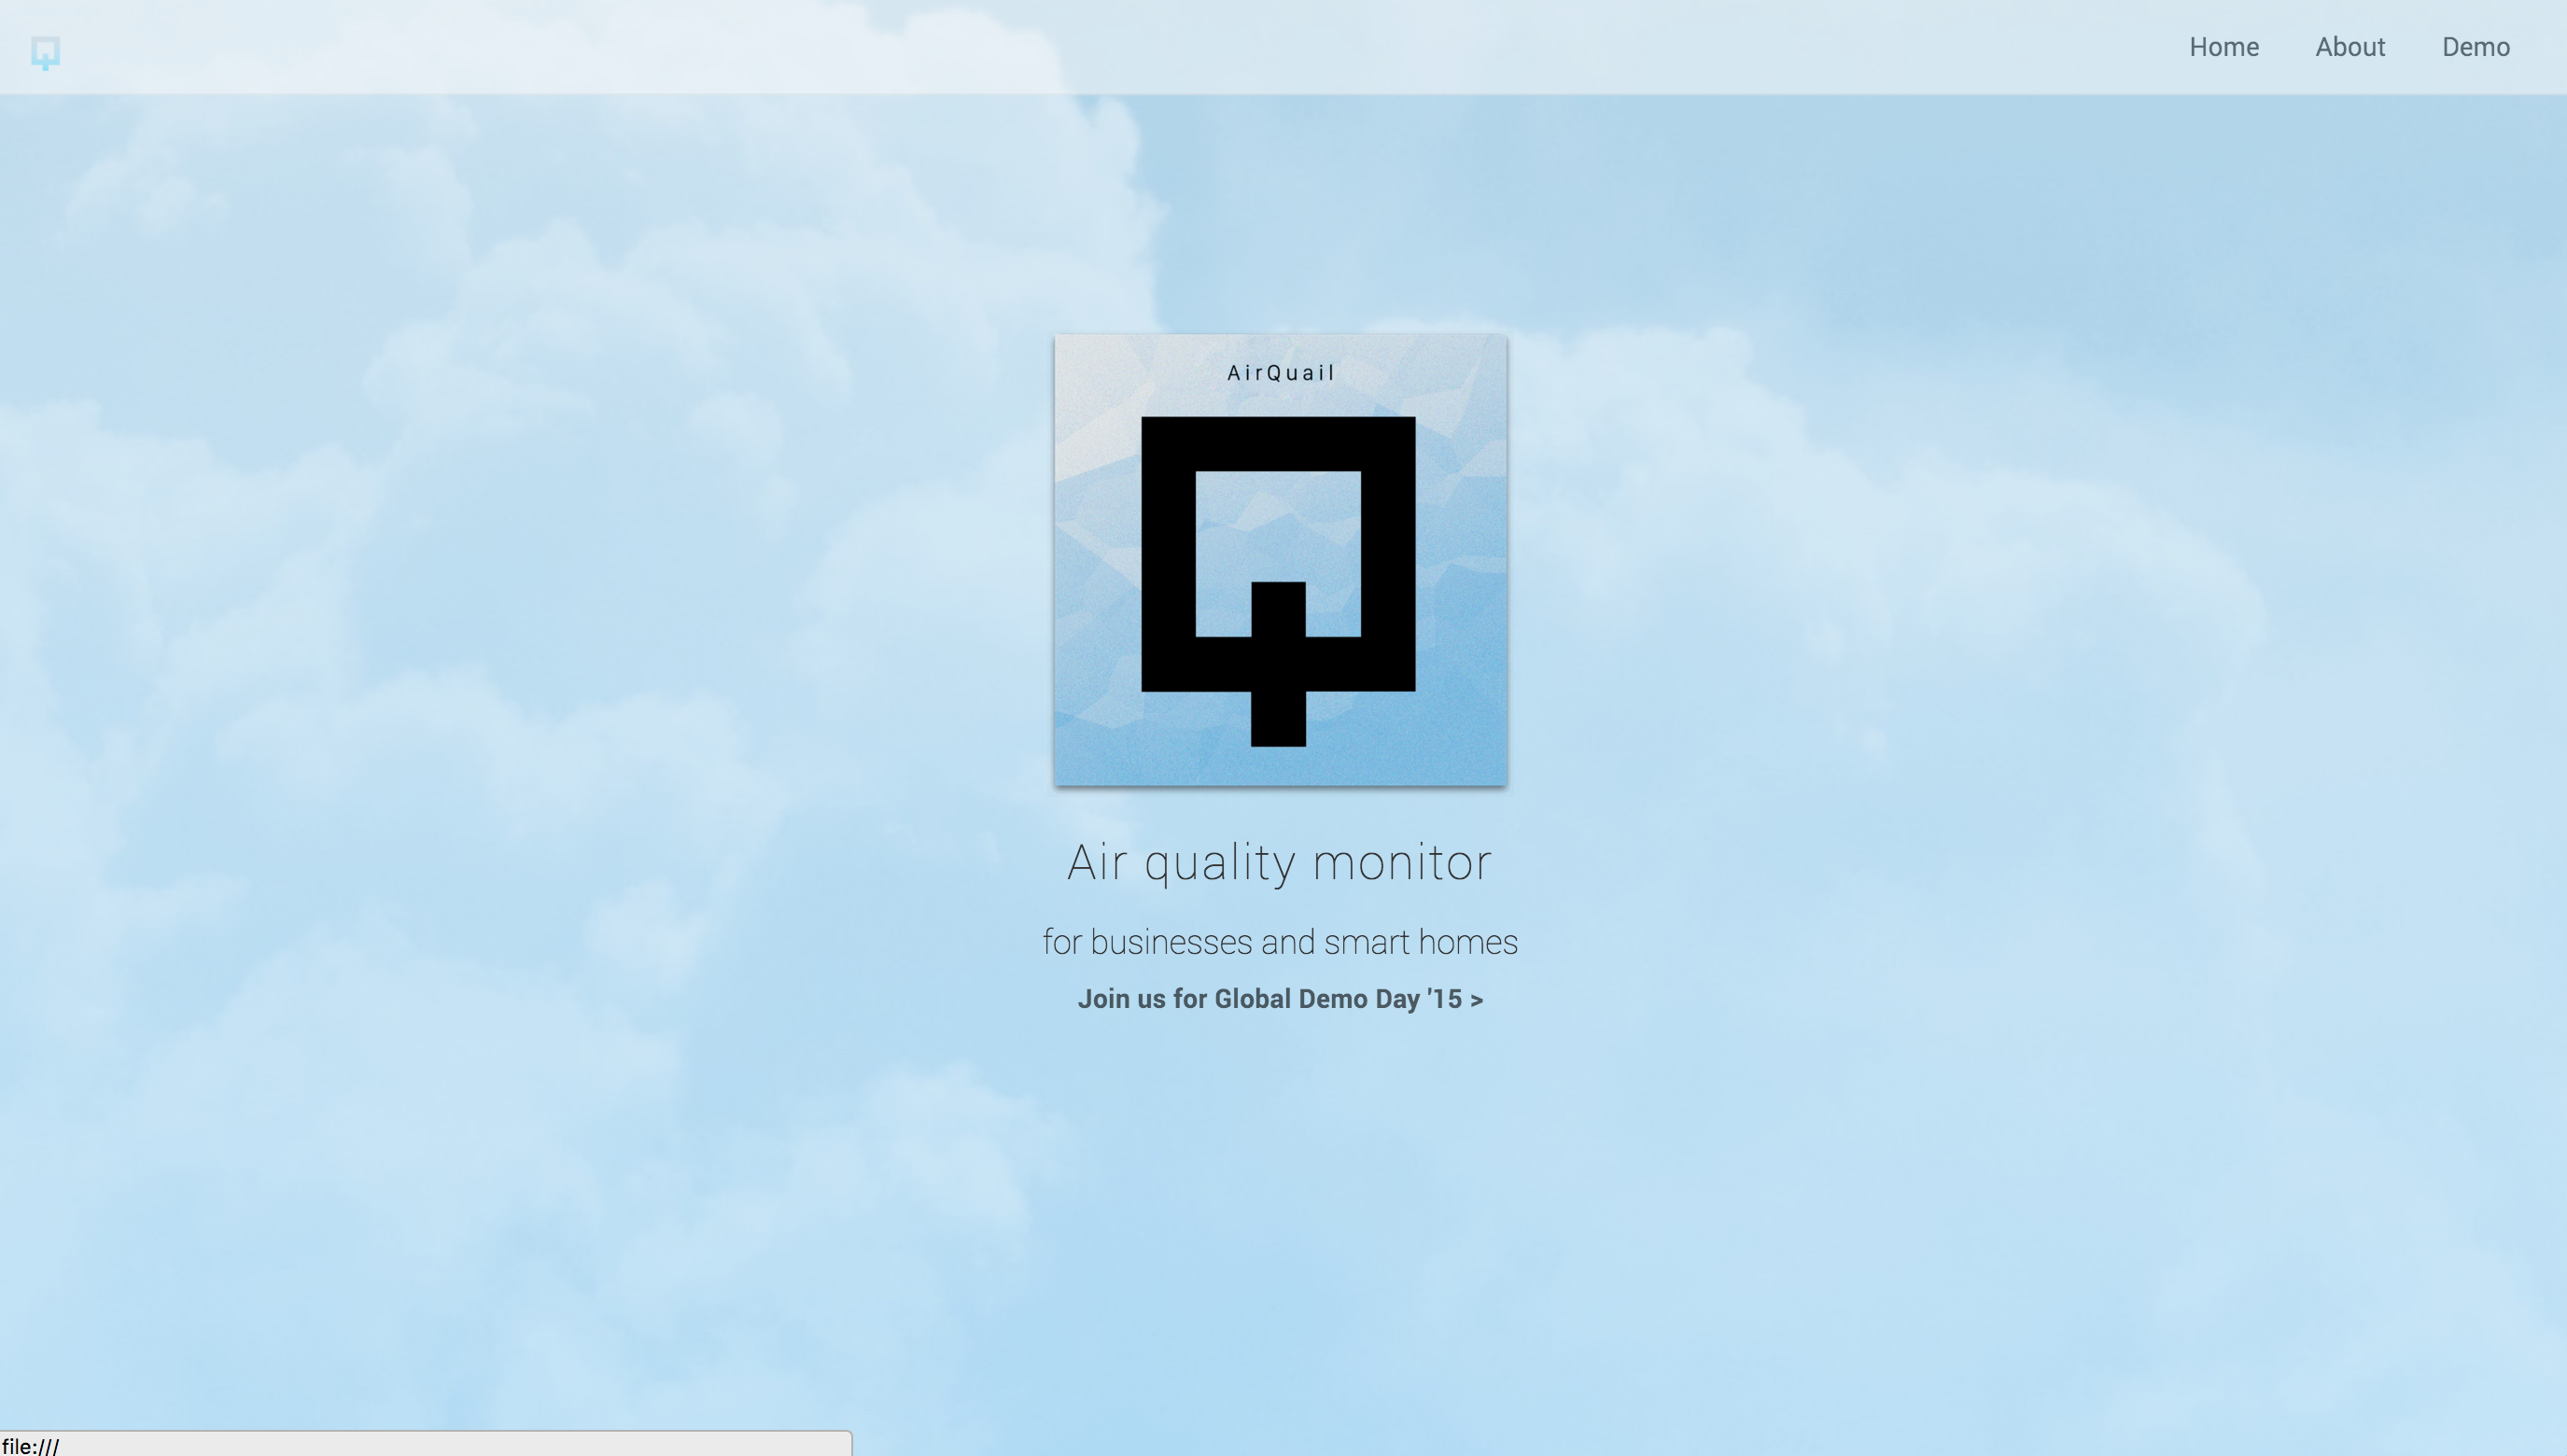 Home About Demo
AirQuail
Air quality monitor
for businesses and smart homes
Join us for Global Demo Day '15 >
file:///